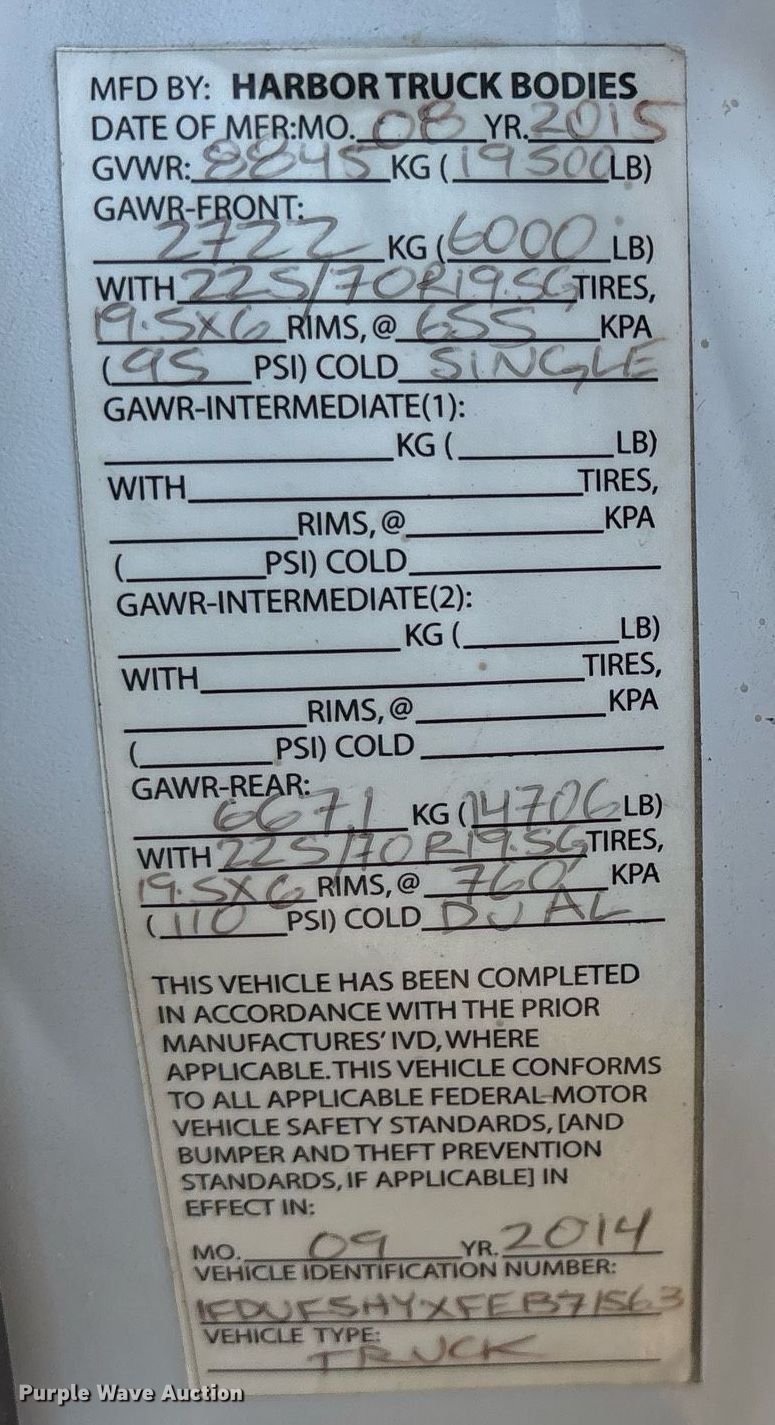 MFD BY: HARBOR TRUCK BODIES
DATE OF MFR:MO. 08 YR. 2015
GVWR: 8845 KG ( 19500 LB)
GAWR-FRONT:
2722 KG ( 6000 LB)
WITH 225/70R19.5G TIRES,
19.5X6 RIMS, @ 655 KPA
( 95 PSI) COLD SINGLE
GAWR-INTERMEDIATE(1):
KG ( LB)
WITH TIRES,
RIMS, @ KPA
( PSI) COLD
GAWR-INTERMEDIATE(2):
KG ( LB)
WITH TIRES,
RIMS, @ KPA
( PSI) COLD
GAWR-REAR:
6671 KG ( 14706 LB)
WITH 225/70R19.5G TIRES,
19.5X6 RIMS, @ 760 KPA
( 110 PSI) COLD DUAL
THIS VEHICLE HAS BEEN COMPLETED
IN ACCORDANCE WITH THE PRIOR
MANUFACTURES' IVD, WHERE
APPLICABLE. THIS VEHICLE CONFORMS
TO ALL APPLICABLE FEDERAL MOTOR
VEHICLE SAFETY STANDARDS, [AND
BUMPER AND THEFT PREVENTION
STANDARDS, IF APPLICABLE] IN
EFFECT IN:
MO. 09 YR. 2014
VEHICLE IDENTIFICATION NUMBER:
1FDUF5HYXFEB71563
VEHICLE TYPE:
TRUCK
Purple Wave Auction